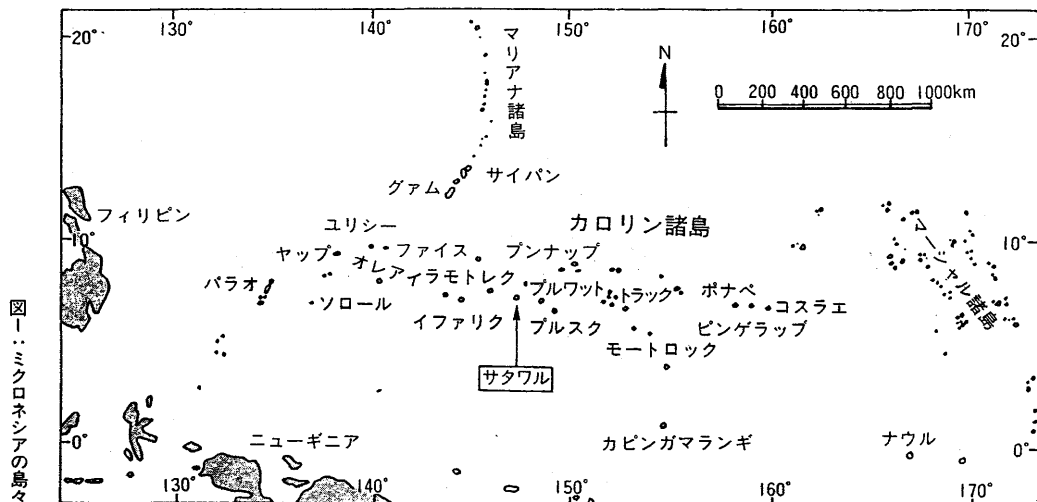 130°
140°
150°
160°
170°
20°
20°
マリアナ諸島
N
0 200 400 600 800 1000km
サイパン
グァム
フィリピン
ユリシー
カロリン諸島
10°
ヤップ
ファイス
プンナップ
10°
マーシャル諸島
オレアイ
ラモトレク
パラオ
プルワット
トラック
ポナペ
コスラエ
ソロール
イファリク
プルスク
ピンゲラップ
モートロック
サタワル
0°
ニューギニア
カピンガマランギ
ナウル
0°
130°
140°
150°
160°
170°
図1:ミクロネシアの島々